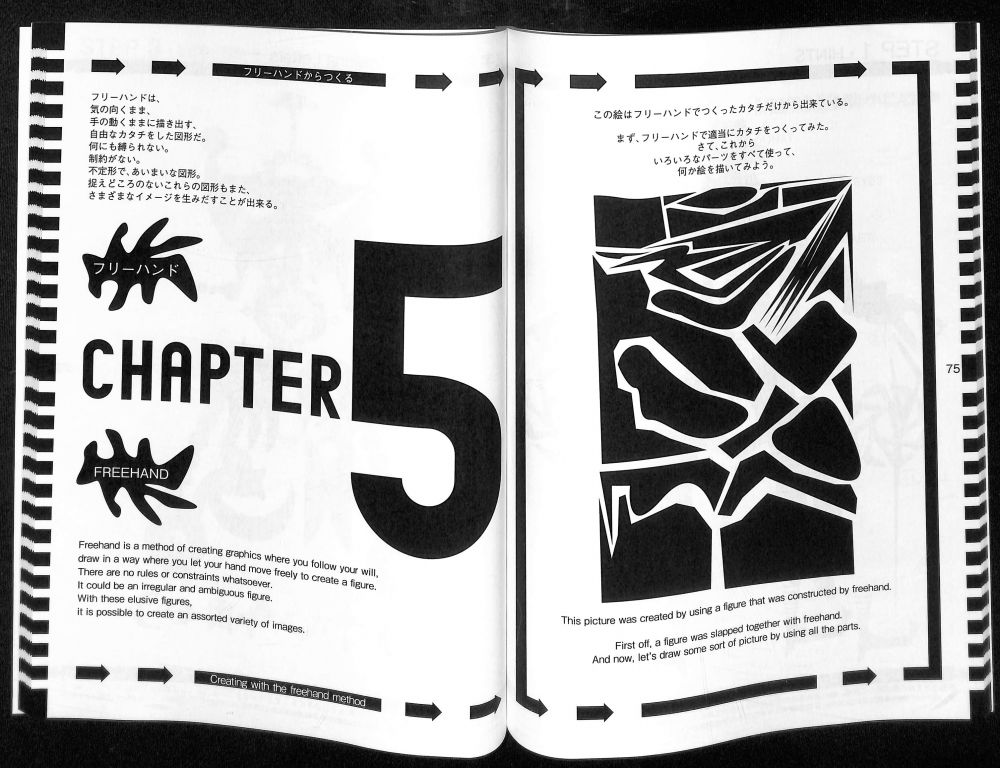 フリーハンドからつくる
フリーハンドは、
気の向くまま、
手の動くままに描き出す、
自由なカタチをした図形だ。
何にも縛られない。
制約がない。
不定形で、あいまいな図形。
捉えどころのないこれらの図形もまた、
さまざまなイメージを生みだすことが出来る。
フリーハンド
CHAPTER 5
FREEHAND
Freehand is a method of creating graphics where you follow your will,
draw in a way where you let your hand move freely to create a figure.
There are no rules or constraints whatsoever.
It could be an irregular and ambiguous figure.
With these elusive figures,
it is possible to create an assorted variety of images.
Creating with the freehand method
この絵はフリーハンドでつくったカタチだけから出来ている。
まず、フリーハンドで適当にカタチをつくってみた。
さて、これから
いろいろなパーツをすべて使って、
何か絵を描いてみよう。
75
This picture was created by using a figure that was constructed by freehand.
First off, a figure was slapped together with freehand.
And now, let's draw some sort of picture by using all the parts.